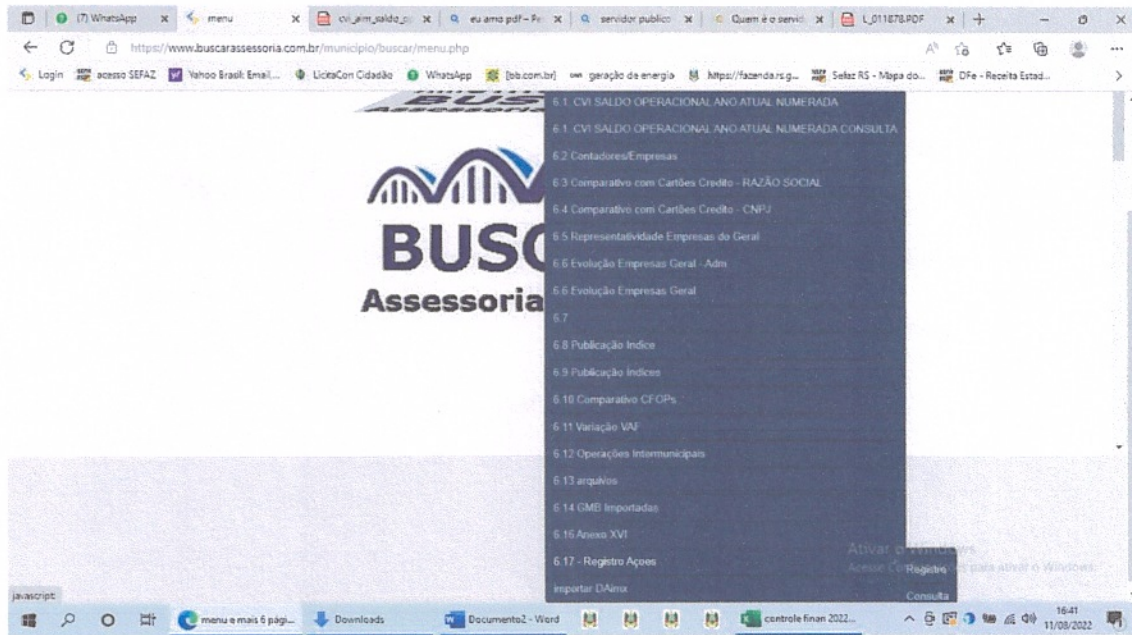 (7) WhatsApp
menu
cvi_aim_saldo_o
eu amo pdf - Pe
servidor publico
Quem é o servid
L_011878.PDF
https://www.buscarassessoria.com.br/municipio/buscar/menu.php
Login
acesso SEFAZ
Yahoo Brasil: Email,...
LicitaCon Cidadão
WhatsApp
[bb.com.br]
geração de energia
https://fazenda.rs.g...
Sefaz RS - Mapa do...
DFe - Receita Estad...
BUS
Assessoria
BUSC
Assessoria
6.1. CVI SALDO OPERACIONAL ANO ATUAL NUMERADA
6.1. CVI SALDO OPERACIONAL ANO ATUAL NUMERADA CONSULTA
6.2 Contadores/Empresas
6.3 Comparativo com Cartões Credito - RAZÃO SOCIAL
6.4 Comparativo com Cartões Credito - CNPJ
6.5 Representatividade Empresas do Geral
6.6 Evolução Empresas Geral - Adm
6.6 Evolução Empresas Geral
6.7
6.8 Publicação Indice
6.9 Publicação Indices
6.10 Comparativo CFOPs
6.11 Variação VAF
6.12 Operações Intermunicipais
6.13 arquivos
6.14 GMB Importadas
6.16 Anexo XVI
6.17 - Registro Açoes
importar DAimx
Registro
Consulta
Ativar o Windows
Acesse para ativar o Windows.
javascript:
menu e mais 6 pági...
Downloads
Documento2 - Word
controle finan 2022...
16:41
11/08/2022